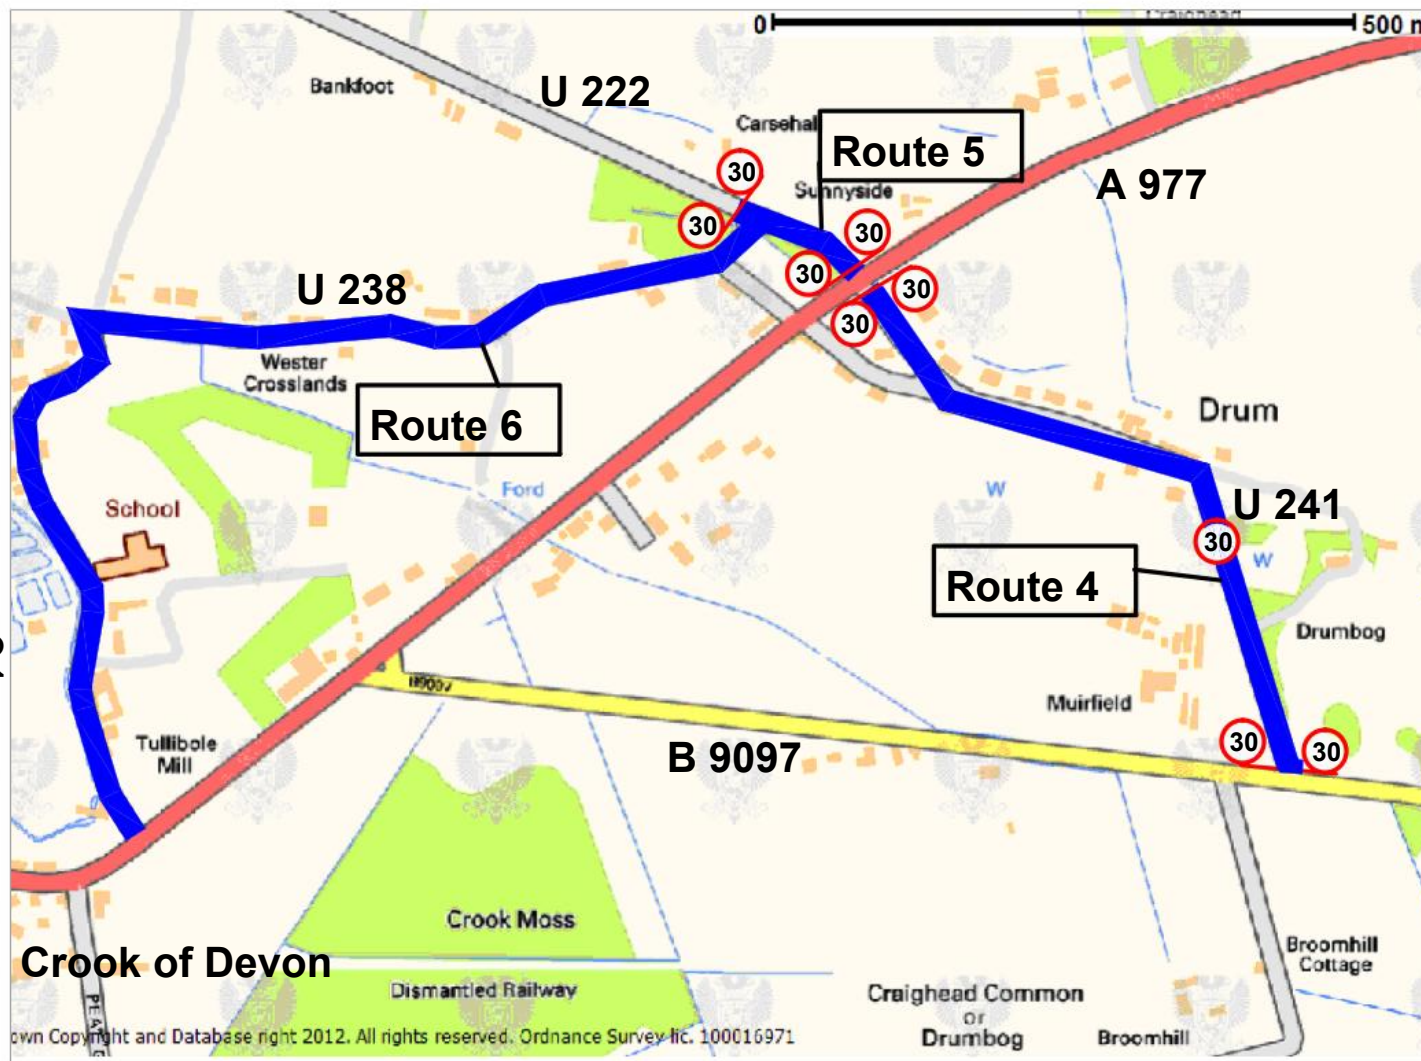 0
500 m
Craighead
Bankfoot
U 222
Carsehal
Route 5
Sunnyside
A 977
30
30
30
30
30
30
U 238
Wester
Crosslands
Route 6
Drum
School
Ford
W
U 241
30
W
Route 4
Drumbog
B9097
Muirfield
Tullibole
Mill
B 9097
30
30
Crook Moss
Crook of Devon
Broomhill
Cottage
Dismantled Railway
Craighead Common
or
Drumbog
Broomhill
own Copyright and Database right 2012. All rights reserved. Ordnance Survey lic. 100016971